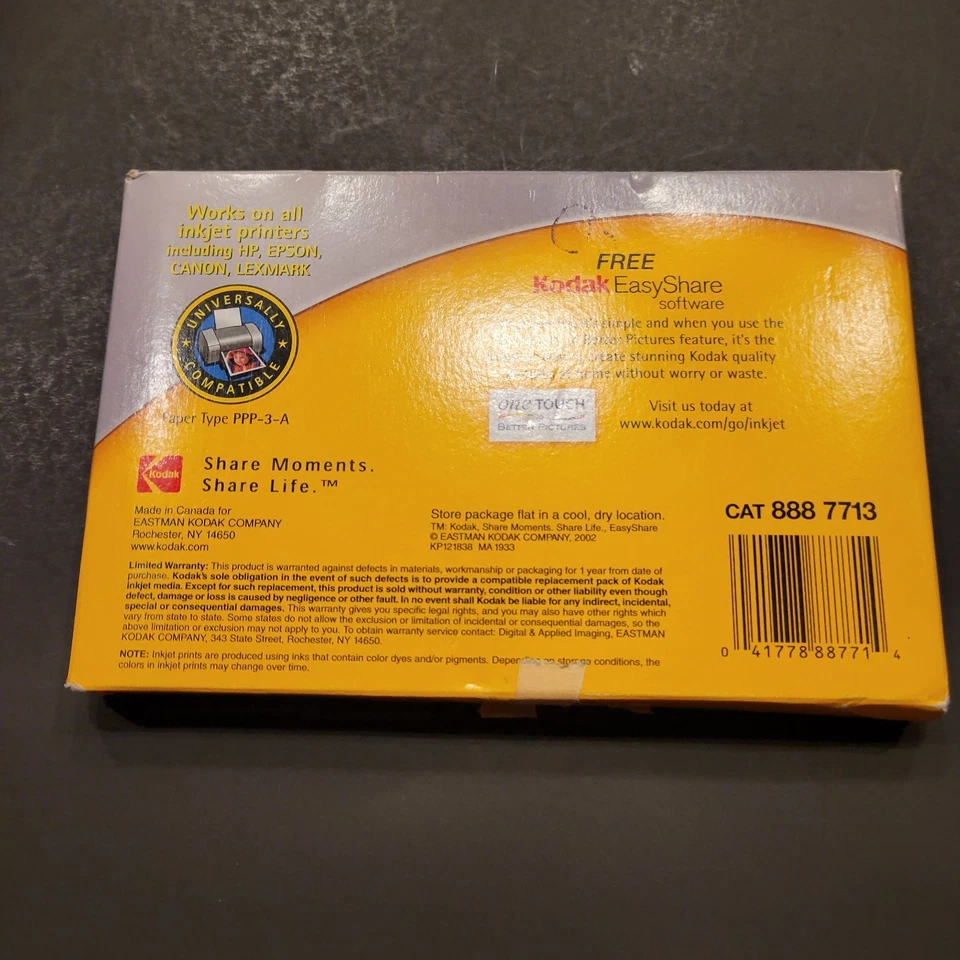 Works on all
inkjet printers
including HP, EPSON,
CANON, LEXMARK
UNIVERSALLY
COMPATIBLE
Paper Type PPP-3-A
FREE
Kodak EasyShare
software
simple and when you use the
Pictures feature, it's the
create stunning Kodak quality
without worry or waste.
one TOUCH
BETTER PICTURES
Visit us today at
www.kodak.com/go/inkjet
Kodak
Share Moments.
Share Life.™
Made in Canada for
EASTMAN KODAK COMPANY
Rochester, NY 14650
www.kodak.com
Store package flat in a cool, dry location.
TM: Kodak, Share Moments. Share Life., EasyShare
© EASTMAN KODAK COMPANY, 2002
KP121838 MA 1933
CAT 888 7713
Limited Warranty: This product is warranted against defects in materials, workmanship or packaging for 1 year from date of
purchase. Kodak's sole obligation in the event of such defects is to provide a compatible replacement pack of Kodak
inkjet media. Except for such replacement, this product is sold without warranty, condition or other liability even though
defect, damage or loss is caused by negligence or other fault. In no event shall Kodak be liable for any indirect, incidental,
special or consequential damages. This warranty gives you specific legal rights, and you may also have other rights which
vary from state to state. Some states do not allow the exclusion or limitation of incidental or consequential damages, so the
above limitation or exclusion may not apply to you. To obtain warranty service contact: Digital & Applied Imaging, EASTMAN
KODAK COMPANY, 343 State Street, Rochester, NY 14650.
NOTE: Inkjet prints are produced using inks that contain color dyes and/or pigments. Depending on storage conditions, the
colors in inkjet prints may change over time.
0 41778 88771 4